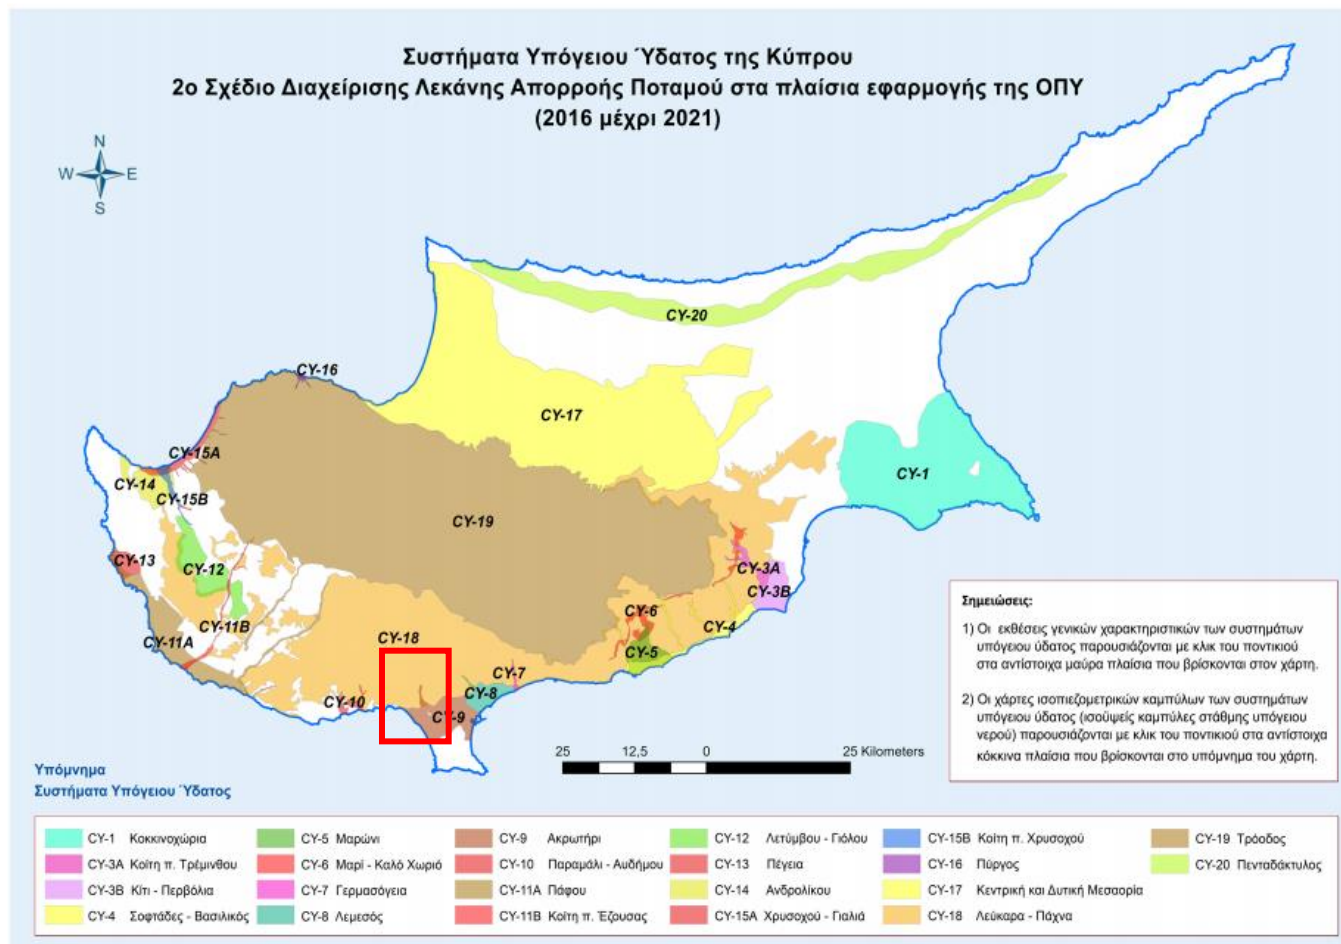 Συστήματα Υπόγειου Ύδατος της Κύπρου
2ο Σχέδιο Διαχείρισης Λεκάνης Απορροής Ποταμού στα πλαίσια εφαρμογής της ΟΠΥ
(2016 μέχρι 2021)
N
W E
S
CY-20
CY-16
CY-17
CY-15A
CY-14
CY-15B
CY-1
CY-19
CY-13
CY-12
CY-3A
CY-3B
CY-6
CY-11B
CY-4
CY-11A
CY-18
CY-5
CY-7
CY-8
CY-10
CY-9
Σημειώσεις:
1) Οι εκθέσεις γενικών χαρακτηριστικών των συστημάτων
υπόγειου ύδατος παρουσιάζονται με κλικ του ποντικιού
στα αντίστοιχα μαύρα πλαίσια που βρίσκονται στον χάρτη.
2) Οι χάρτες ισοπιεζομετρικών καμπύλων των συστημάτων
υπόγειου ύδατος (ισοϋψείς καμπύλες στάθμης υπόγειου
νερού) παρουσιάζονται με κλικ του ποντικιού στα αντίστοιχα
κόκκινα πλαίσια που βρίσκονται στο υπόμνημα του χάρτη.
25 12,5 0 25 Kilometers
Υπόμνημα
Συστήματα Υπόγειου Ύδατος
CY-1 Κοκκινοχώρια
CY-3A Κοίτη π. Τρέμινθου
CY-3B Κίτι - Περβόλια
CY-4 Σοφτάδες - Βασιλικός
CY-5 Μαρώνι
CY-6 Μαρί - Καλό Χωριό
CY-7 Γερμασόγεια
CY-8 Λεμεσός
CY-9 Ακρωτήρι
CY-10 Παραμάλι - Αυδήμου
CY-11A Πάφου
CY-11B Κοίτη π. Έζουσας
CY-12 Λετύμβου - Γιόλου
CY-13 Πέγεια
CY-14 Ανδρολίκου
CY-15A Χρυσοχού - Γιαλιά
CY-15B Κοίτη π. Χρυσοχού
CY-16 Πύργος
CY-17 Κεντρική και Δυτική Μεσαορία
CY-18 Λεύκαρα - Πάχνα
CY-19 Τρόοδος
CY-20 Πενταδάκτυλος